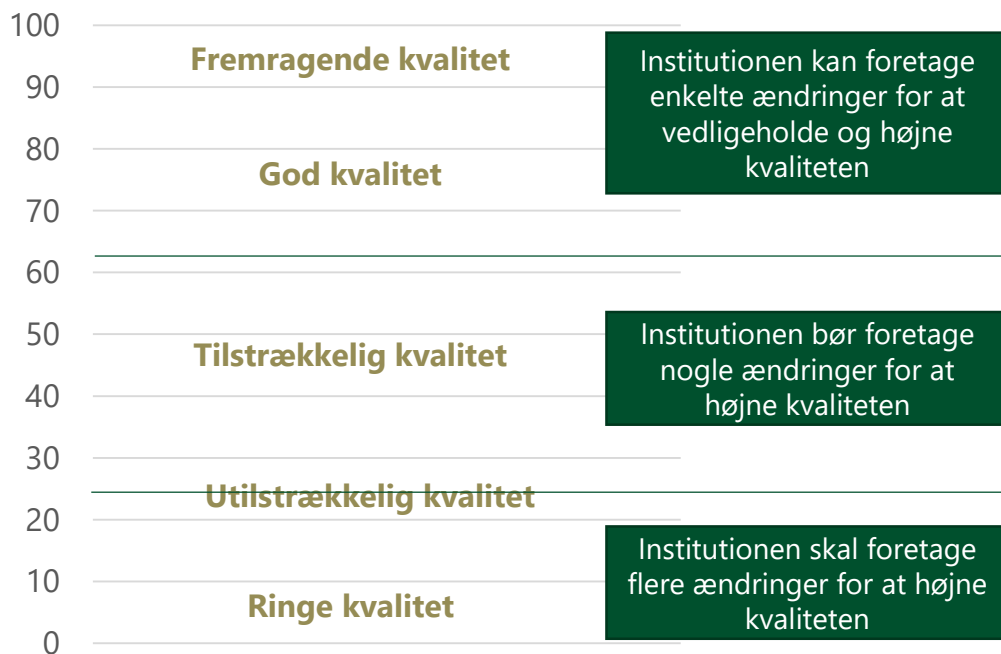 100
Fremragende kvalitet
90
80
God kvalitet
70
60
50
Tilstrækkelig kvalitet
40
30
Utilstrækkelig kvalitet
20
10
Ringe kvalitet
0
Institutionen kan foretage
enkelte ændringer for at
vedligeholde og højne
kvaliteten
Institutionen bør foretage
nogle ændringer for at
højne kvaliteten
Institutionen skal foretage
flere ændringer for at højne
kvaliteten